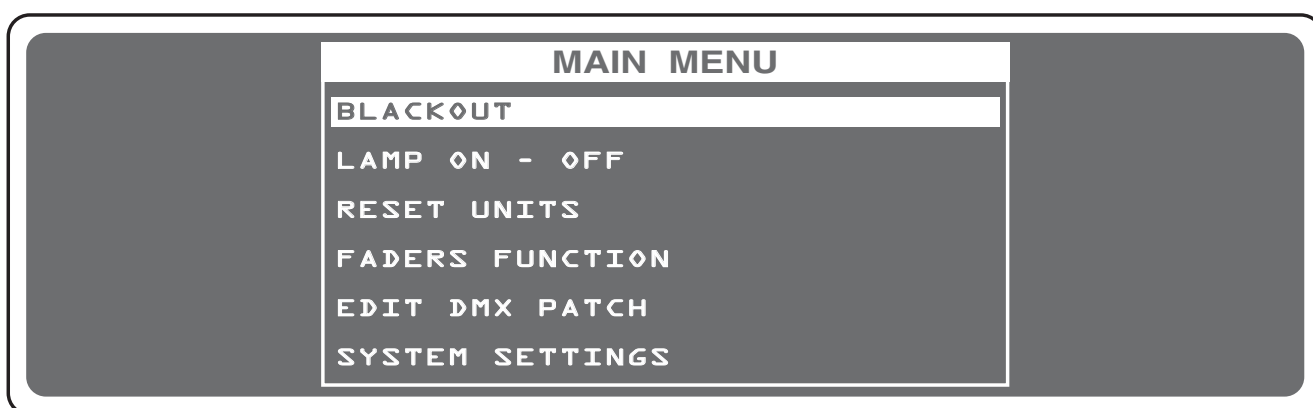 MAIN MENU
BLACKOUT
LAMP ON - OFF
RESET UNITS
FADERS FUNCTION
EDIT DMX PATCH
SYSTEM SETTINGS